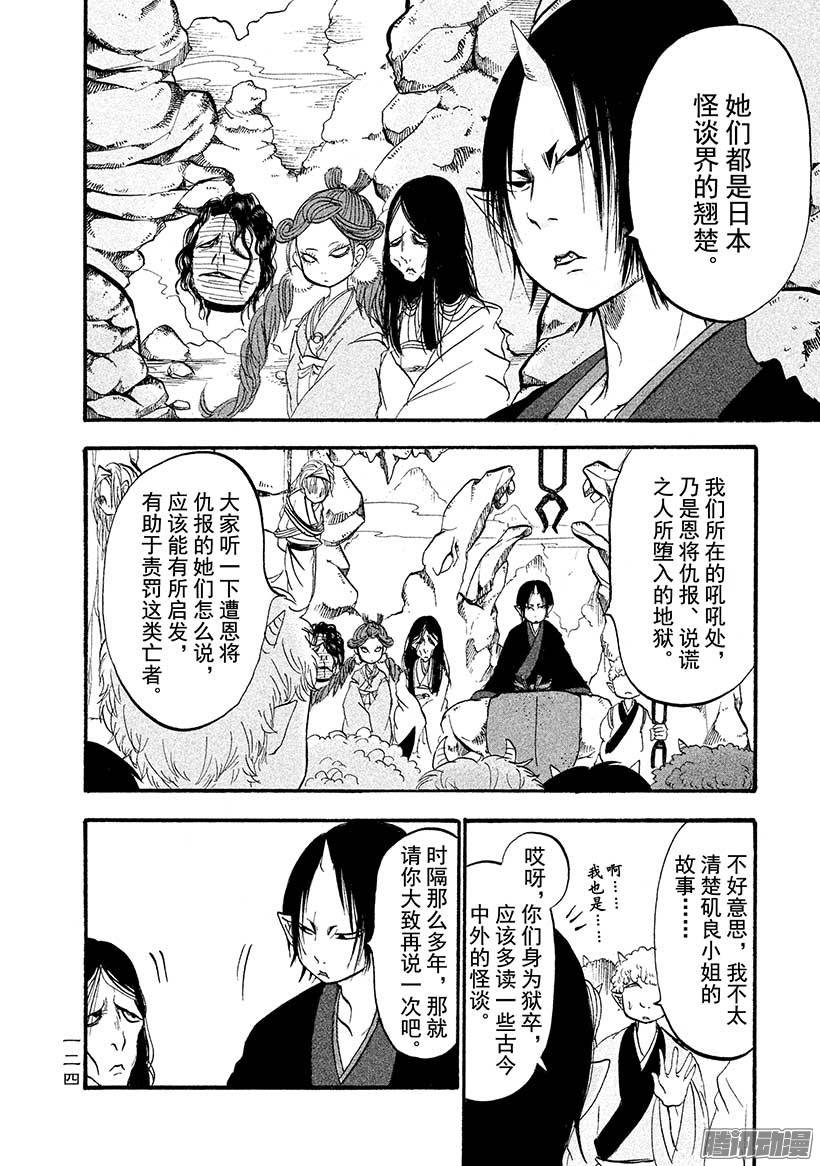 她们都是日本
怪谈界的翘楚。
我们所在的吼吼处，
乃是恩将仇报、说谎
之人所堕入的地狱。
大家听一下遭恩将
仇报的她们怎么说，
应该能有所启发，
有助于责罚这类亡者。
不好意思，我不太
清楚矶良小姐的
故事……
啊……
我也是……
哎呀，你们身为狱卒，
应该多读一些古今
中外的怪谈。
时隔那么多年，那就
请你大致再说一次吧。
一二四
腾讯动漫